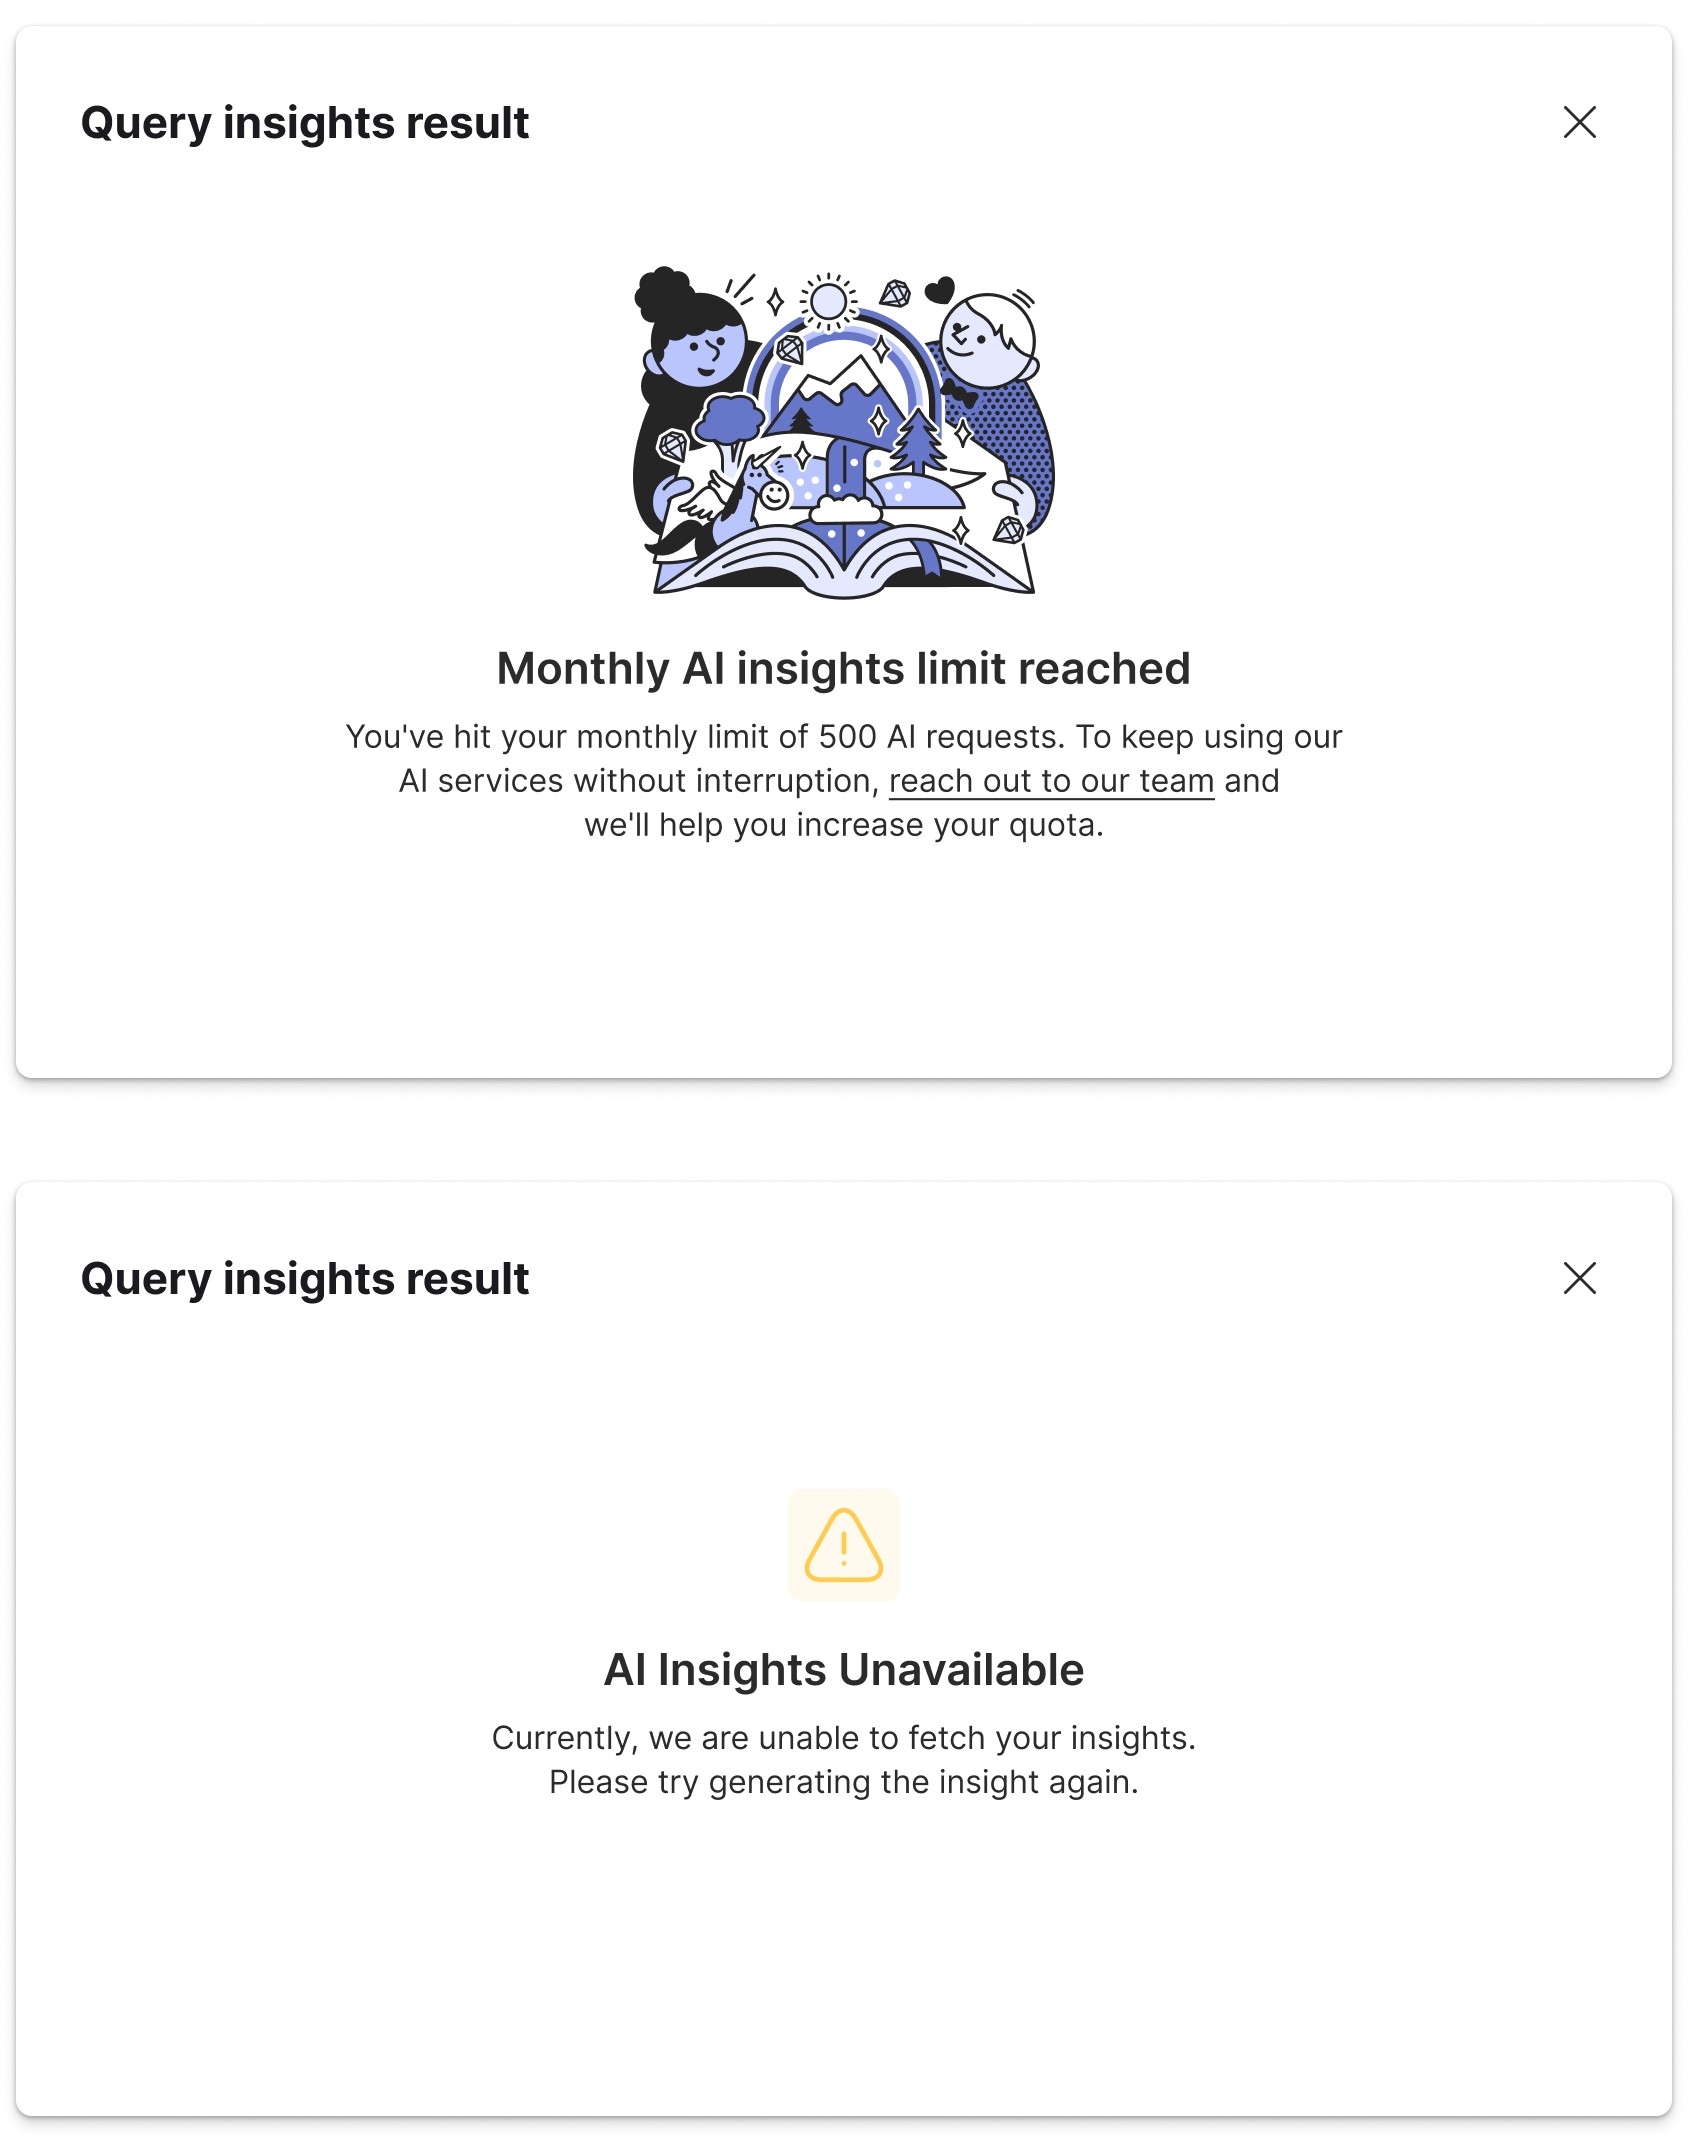 Query insights result
Monthly AI insights limit reached
You've hit your monthly limit of 500 AI requests. To keep using our
AI services without interruption, reach out to our team and
we'll help you increase your quota.
Query insights result
AI Insights Unavailable
Currently, we are unable to fetch your insights.
Please try generating the insight again.